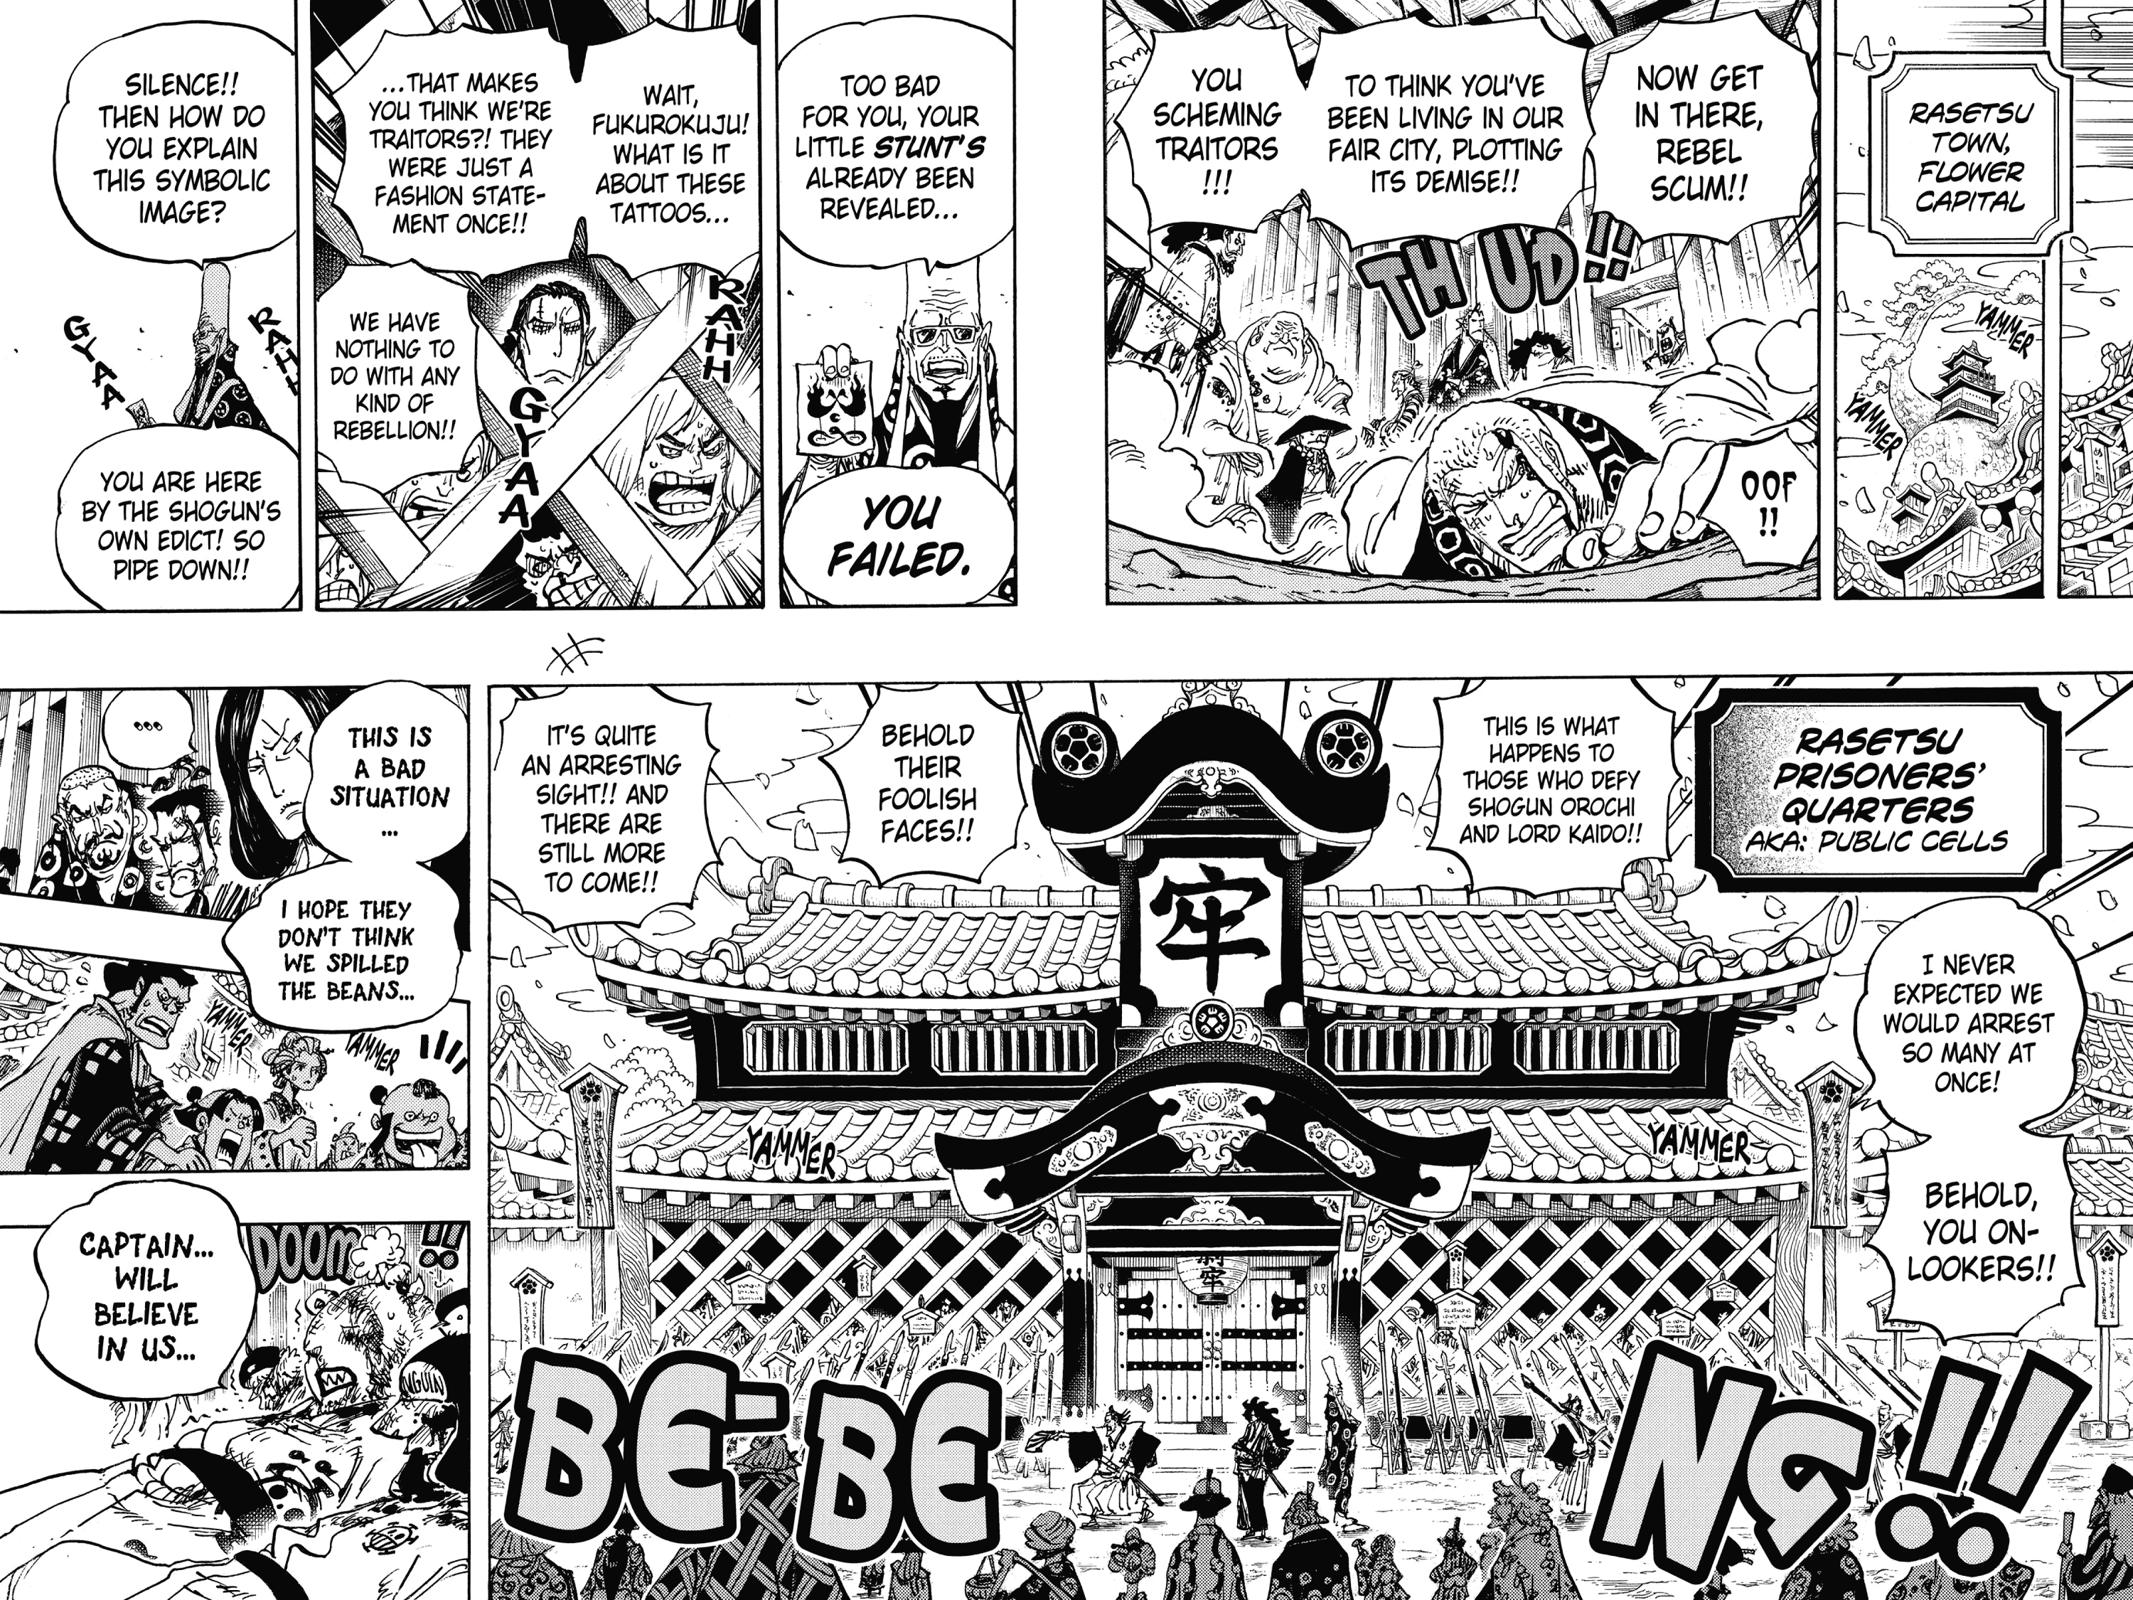 RASETSU
TOWN,
FLOWER
CAPITAL
YAMMER
YAMMER
NOW GET
IN THERE,
REBEL
SCUM!!
TO THINK YOU'VE
BEEN LIVING IN OUR
FAIR CITY, PLOTTING
ITS DEMISE!!
YOU
SCHEMING
TRAITORS
!!!
THUD!!
OOF
!!
TOO BAD
FOR YOU, YOUR
LITTLE STUNT'S
ALREADY BEEN
REVEALED...
YOU
FAILED.
WAIT,
FUKUROKUJU!
WHAT IS IT
ABOUT THESE
TATTOOS...
...THAT MAKES
YOU THINK WE'RE
TRAITORS?! THEY
WERE JUST A
FASHION STATE-
MENT ONCE!!
RAHH
GYAA
WE HAVE
NOTHING TO
DO WITH ANY
KIND OF
REBELLION!!
SILENCE!!
THEN HOW DO
YOU EXPLAIN
THIS SYMBOLIC
IMAGE?
RAHH
GYAA
YOU ARE HERE
BY THE SHOGUN'S
OWN EDICT! SO
PIPE DOWN!!
RASETSU
PRISONERS'
QUARTERS
AKA: PUBLIC CELLS
I NEVER
EXPECTED WE
WOULD ARREST
SO MANY AT
ONCE!
BEHOLD,
YOU ON-
LOOKERS!!
THIS IS WHAT
HAPPENS TO
THOSE WHO DEFY
SHOGUN OROCHI
AND LORD KAIDO!!
BEHOLD
THEIR
FOOLISH
FACES!!
IT'S QUITE
AN ARRESTING
SIGHT!! AND
THERE ARE
STILL MORE
TO COME!!
牢
YAMMER
YAMMER
牢
BE-BENG!!
THIS IS
A BAD
SITUATION
...
...
I HOPE THEY
DON'T THINK
WE SPILLED
THE BEANS...
YAMMER
YAMMER
CAPTAIN...
WILL
BELIEVE
IN US...
DOOM!!
NGUIN